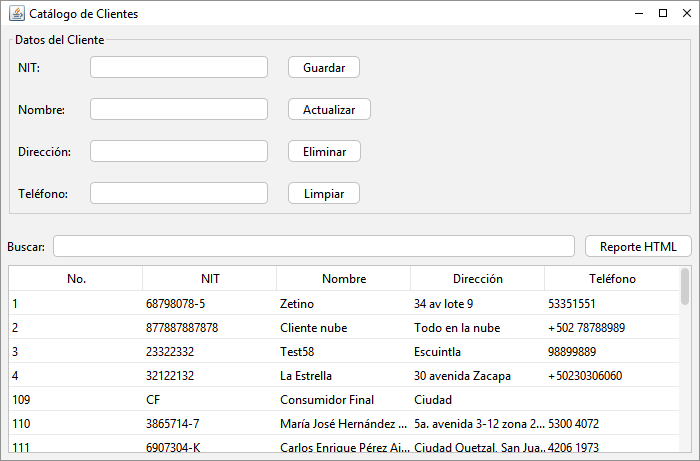 Catálogo de Clientes
Datos del Cliente
NIT: Guardar
Nombre: Actualizar
Dirección: Eliminar
Teléfono: Limpiar
Buscar: Reporte HTML
No. NIT Nombre Dirección Teléfono
1 68798078-5 Zetino 34 av lote 9 53351551
2 877887887878 Cliente nube Todo en la nube +502 78788989
3 23322332 Test58 Escuintla 98899889
4 32122132 La Estrella 30 avenida Zacapa +50230306060
109 CF Consumidor Final Ciudad
110 3865714-7 María José Hernández ... 5a. avenida 3-12 zona 2... 5300 4072
111 6907304-K Carlos Enrique Pérez Aj... Ciudad Quetzal, San Jua... 4206 1973